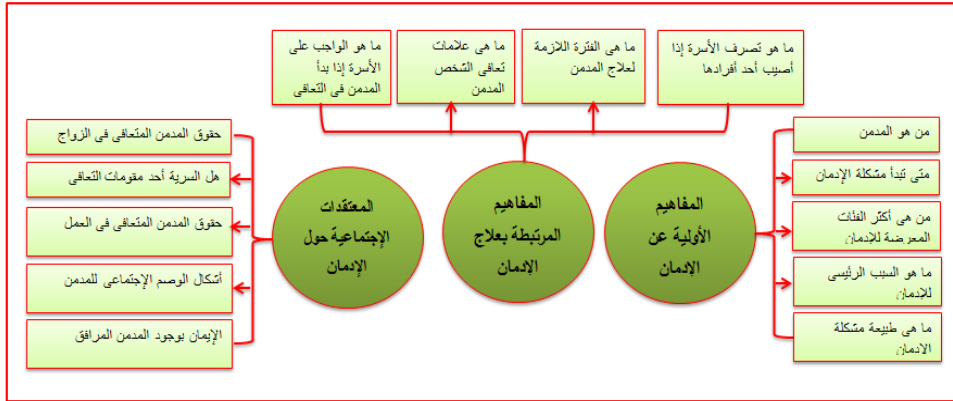 ما هو تصرف الأسرة إذا
أصيب أحد أفرادها
ما هى الفترة اللازمة
لعلاج المدمن
ما هى علامات
تعافى الشخص
المدمن
ما هو الواجب على
الأسرة إذا بدأ
المدمن فى التعافى
المفاهيم
الأولية عن
الإدمان
من هو المدمن
متى تبدأ مشكلة الإدمان
من هى أكثر الفئات
المعرضة للإدمان
ما هو السبب الرئيسى
للإدمان
ما هى طبيعة مشكلة
الادمان
المفاهيم
المرتبطة بعلاج
الإدمان
المعتقدات
الإجتماعية حول
الإدمان
حقوق المدمن المتعافى فى الزواج
هل السرية أحد مقومات التعافى
حقوق المدمن المتعافى فى العمل
أشكال الوصم الإجتماعى للمدمن
الإيمان بوجود المدمن المرافق